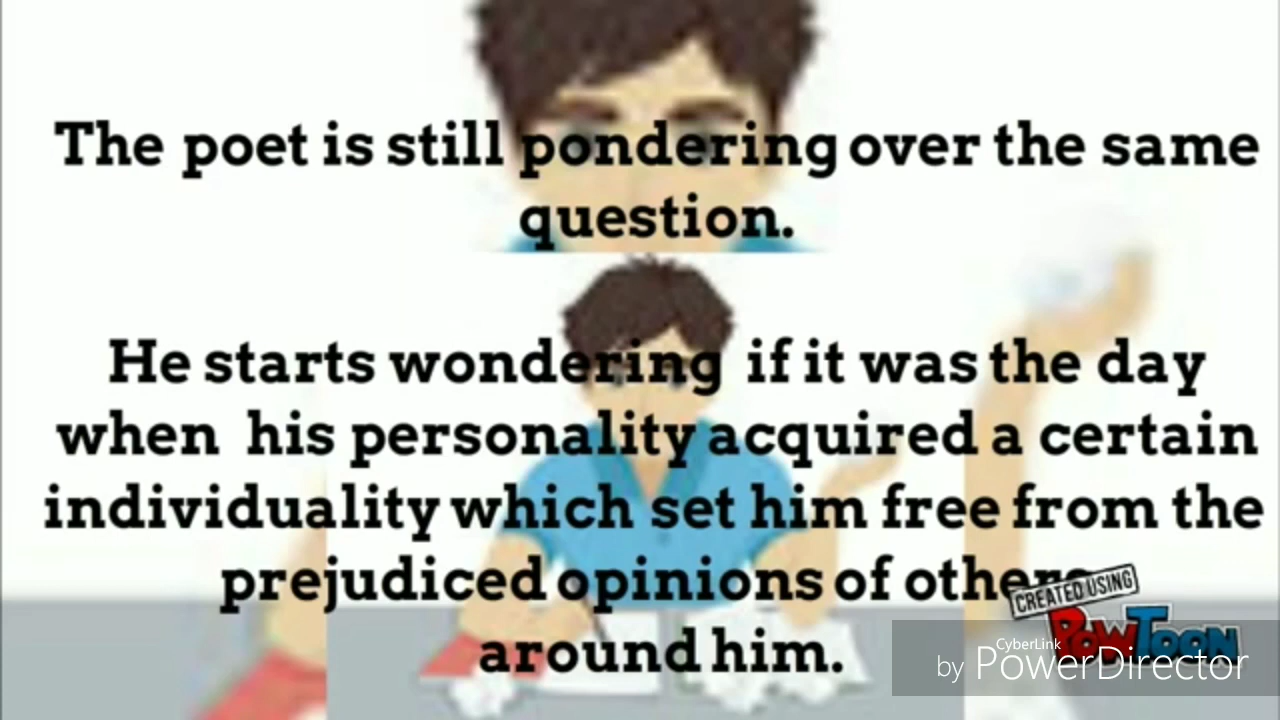 The poet is still pondering over the same
question.
He starts wondering if it was the day
when his personality acquired a certain
individuality which set him free from the
prejudiced opinions of others
around him.
CREATED USING
POWTOON
CyberLink
by PowerDirector